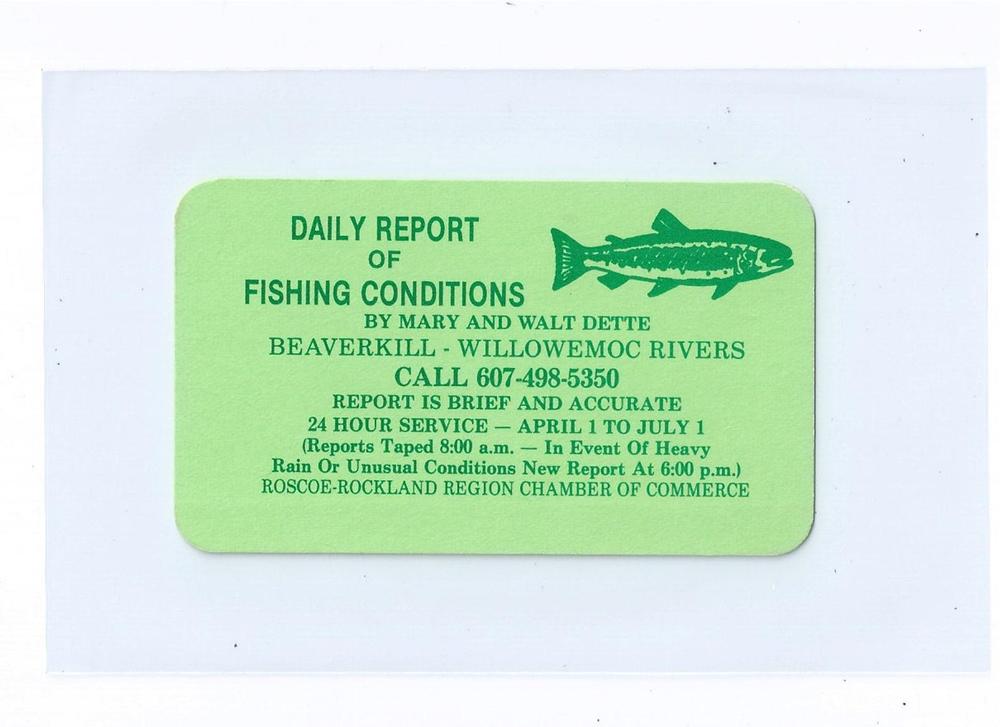 DAILY REPORT
OF
FISHING CONDITIONS
BY MARY AND WALT DETTE
BEAVERKILL - WILLOWEMOC RIVERS
CALL 607-498-5350
REPORT IS BRIEF AND ACCURATE
24 HOUR SERVICE — APRIL 1 TO JULY 1
(Reports Taped 8:00 a.m. — In Event Of Heavy
Rain Or Unusual Conditions New Report At 6:00 p.m.)
ROSCOE-ROCKLAND REGION CHAMBER OF COMMERCE